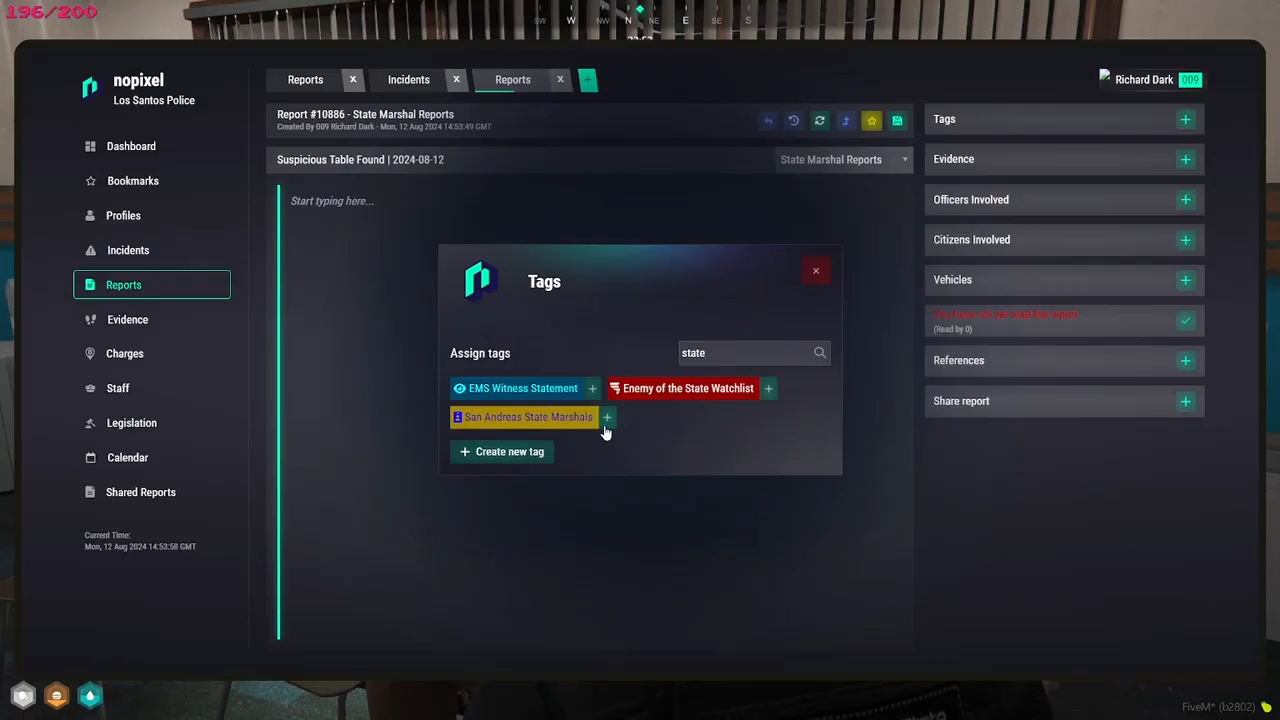 196/200
SW W NW N NE E SE S
nopixel
Los Santos Police
Reports x Incidents x Reports x +
Richard Dark 009
Report #10886 - State Marshal Reports
Created By 009 Richard Dark · Mon, 12 Aug 2024 14:53:49 GMT
Suspicious Table Found | 2024-08-12
State Marshal Reports
Start typing here...
Dashboard
Bookmarks
Profiles
Incidents
Reports
Evidence
Charges
Staff
Legislation
Calendar
Shared Reports
Current Time:
Mon, 12 Aug 2024 14:53:58 GMT
Tags
Assign tags
state
EMS Witness Statement + Enemy of the State Watchlist +
San Andreas State Marshals +
+ Create new tag
Tags +
Evidence +
Officers Involved +
Citizens Involved +
Vehicles +
(Read by 0)
References +
Share report +
FiveM* (b2802)